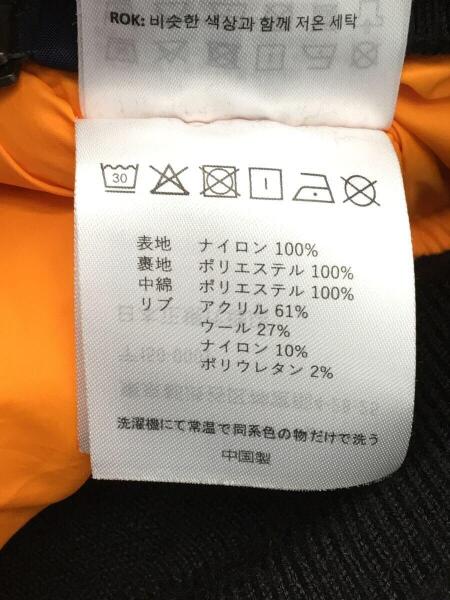 ROK: 비슷한 색상과 함께 저온 세탁
30
表地 ナイロン 100%
裏地 ポリエステル 100%
中綿 ポリエステル 100%
リブ アクリル 61%
ウール 27%
ナイロン 10%
ポリウレタン 2%
洗濯機にて常温で同系色の物だけで洗う
中国製